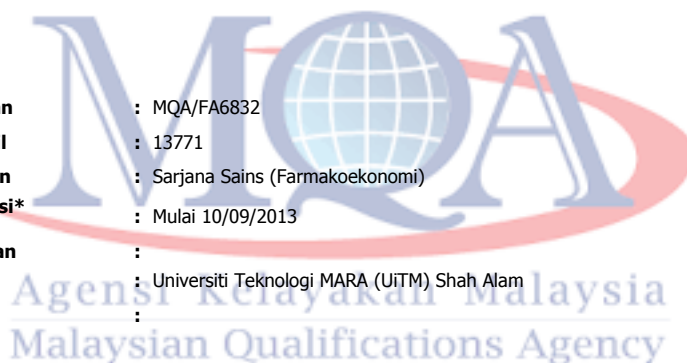 an : MQA/FA6832
l : 13771
n : Sarjana Sains (Farmakoekonomi)
si* : Mulai 10/09/2013
an :
: Universiti Teknologi MARA (UiTM) Shah Alam
:
MQA
Agensi Kelayakan Malaysia
Malaysian Qualifications Agency